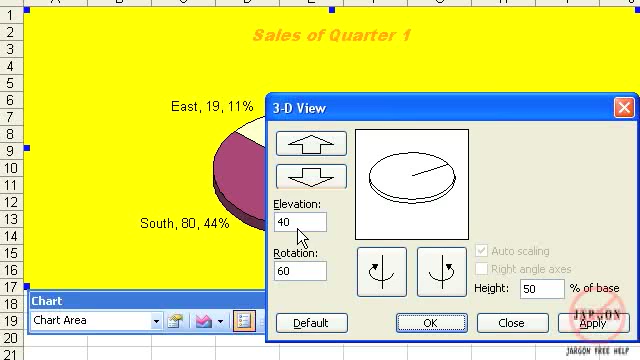 A B C D E F G H I
1
2
3
4
5
6
7
8
9
10
11
12
13
14
15
16
17
18
19
20
21
Sales of Quarter 1
East, 19, 11%
South, 80, 44%
3-D View
Elevation:
40
Rotation:
60
Auto scaling
Right angle axes
Height: 50 % of base
Default OK Close Apply
Chart
Chart Area
JARGON
JARGON FREE HELP